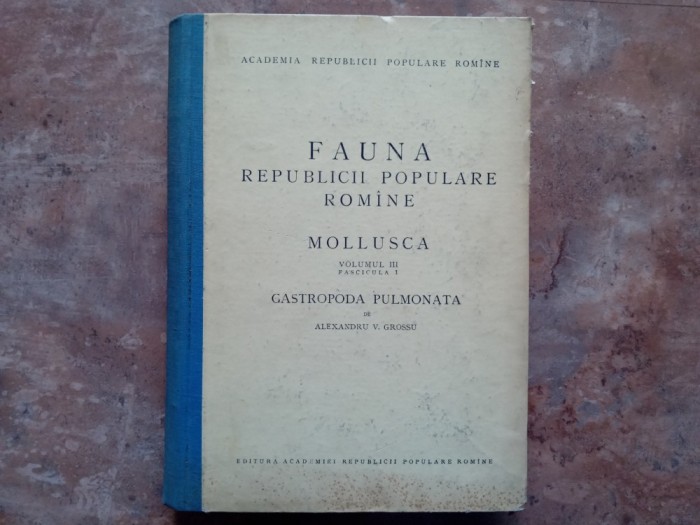 ACADEMIA REPUBLICII POPULARE ROMÎNE
FAUNA
REPUBLICII POPULARE
ROMÎNE
MOLLUSCA
VOLUMUL III
FASCICULA 1
GASTROPODA PULMONATA
DE
ALEXANDRU V. GROSSU
EDITURA ACADEMIEI REPUBLICII POPULARE ROMÎNE